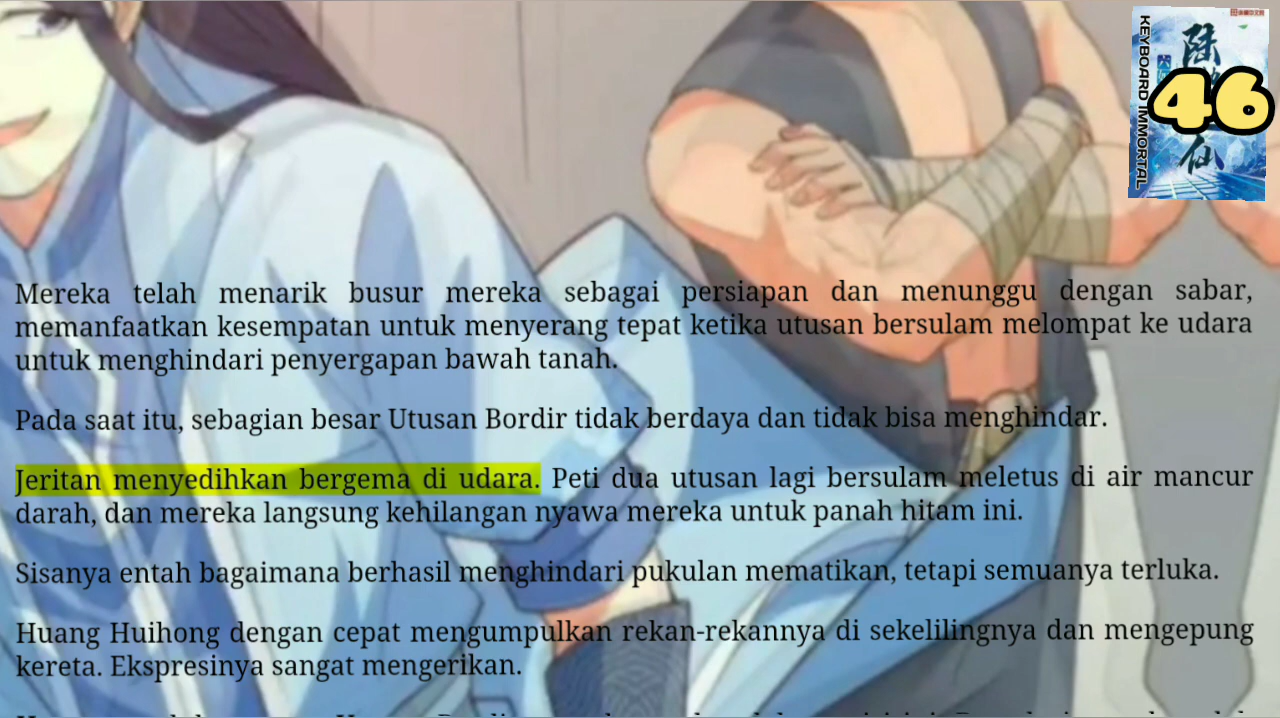 KEYBOARD IMMORTAL
46
Mereka telah menarik busur mereka sebagai persiapan dan menunggu dengan sabar,
memanfaatkan kesempatan untuk menyerang tepat ketika utusan bersulam melompat ke udara
untuk menghindari penyergapan bawah tanah.
Pada saat itu, sebagian besar Utusan Bordir tidak berdaya dan tidak bisa menghindar.
Jeritan menyedihkan bergema di udara. Peti dua utusan lagi bersulam meletus di air mancur
darah, dan mereka langsung kehilangan nyawa mereka untuk panah hitam ini.
Sisanya entah bagaimana berhasil menghindari pukulan mematikan, tetapi semuanya terluka.
Huang Huihong dengan cepat mengumpulkan rekan-rekannya di sekelilingnya dan mengepung
kereta. Ekspresinya sangat mengerikan.